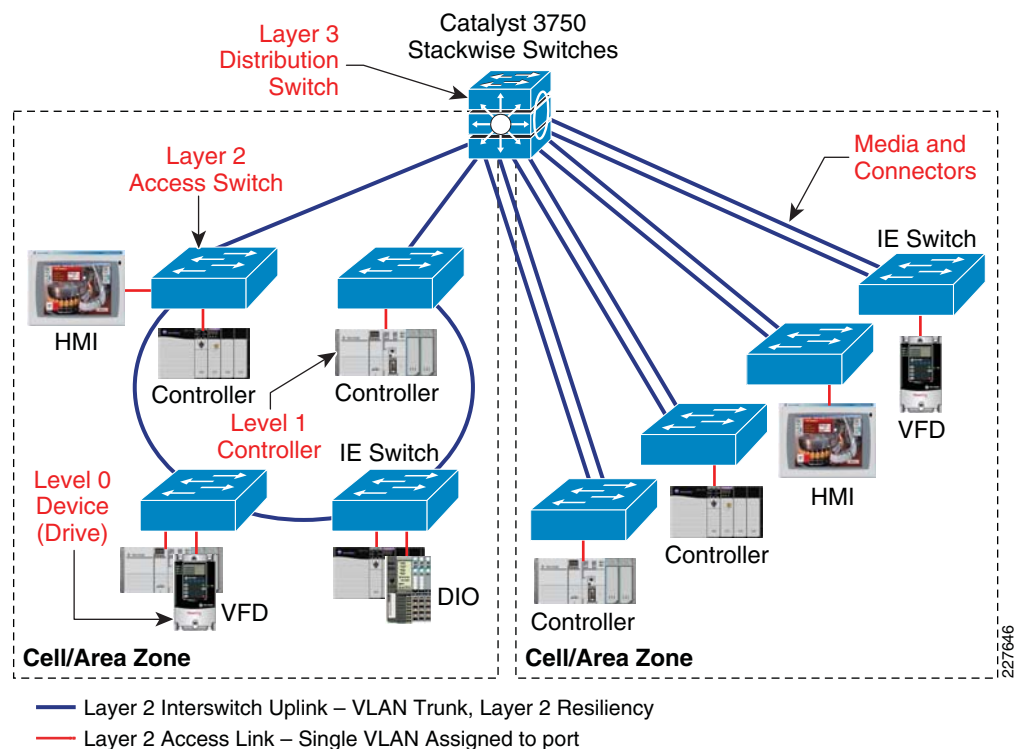 Catalyst 3750
Stackwise Switches
Layer 3
Distribution
Switch
Layer 2
Access Switch
Media and
Connectors
IE Switch
HMI
Controller
Controller
Level 1
Controller
IE Switch
Level 0
Device
(Drive)
VFD
DIO
VFD
HMI
Controller
Controller
Cell/Area Zone
Cell/Area Zone
227646
Layer 2 Interswitch Uplink – VLAN Trunk, Layer 2 Resiliency
Layer 2 Access Link – Single VLAN Assigned to port